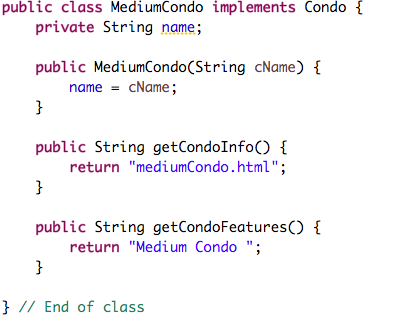 public class MediumCondo implements Condo {
private String name;
public MediumCondo(String cName) {
name = cName;
}
public String getCondoInfo() {
return "mediumCondo.html";
}
public String getCondoFeatures() {
return "Medium Condo ";
}
} // End of class